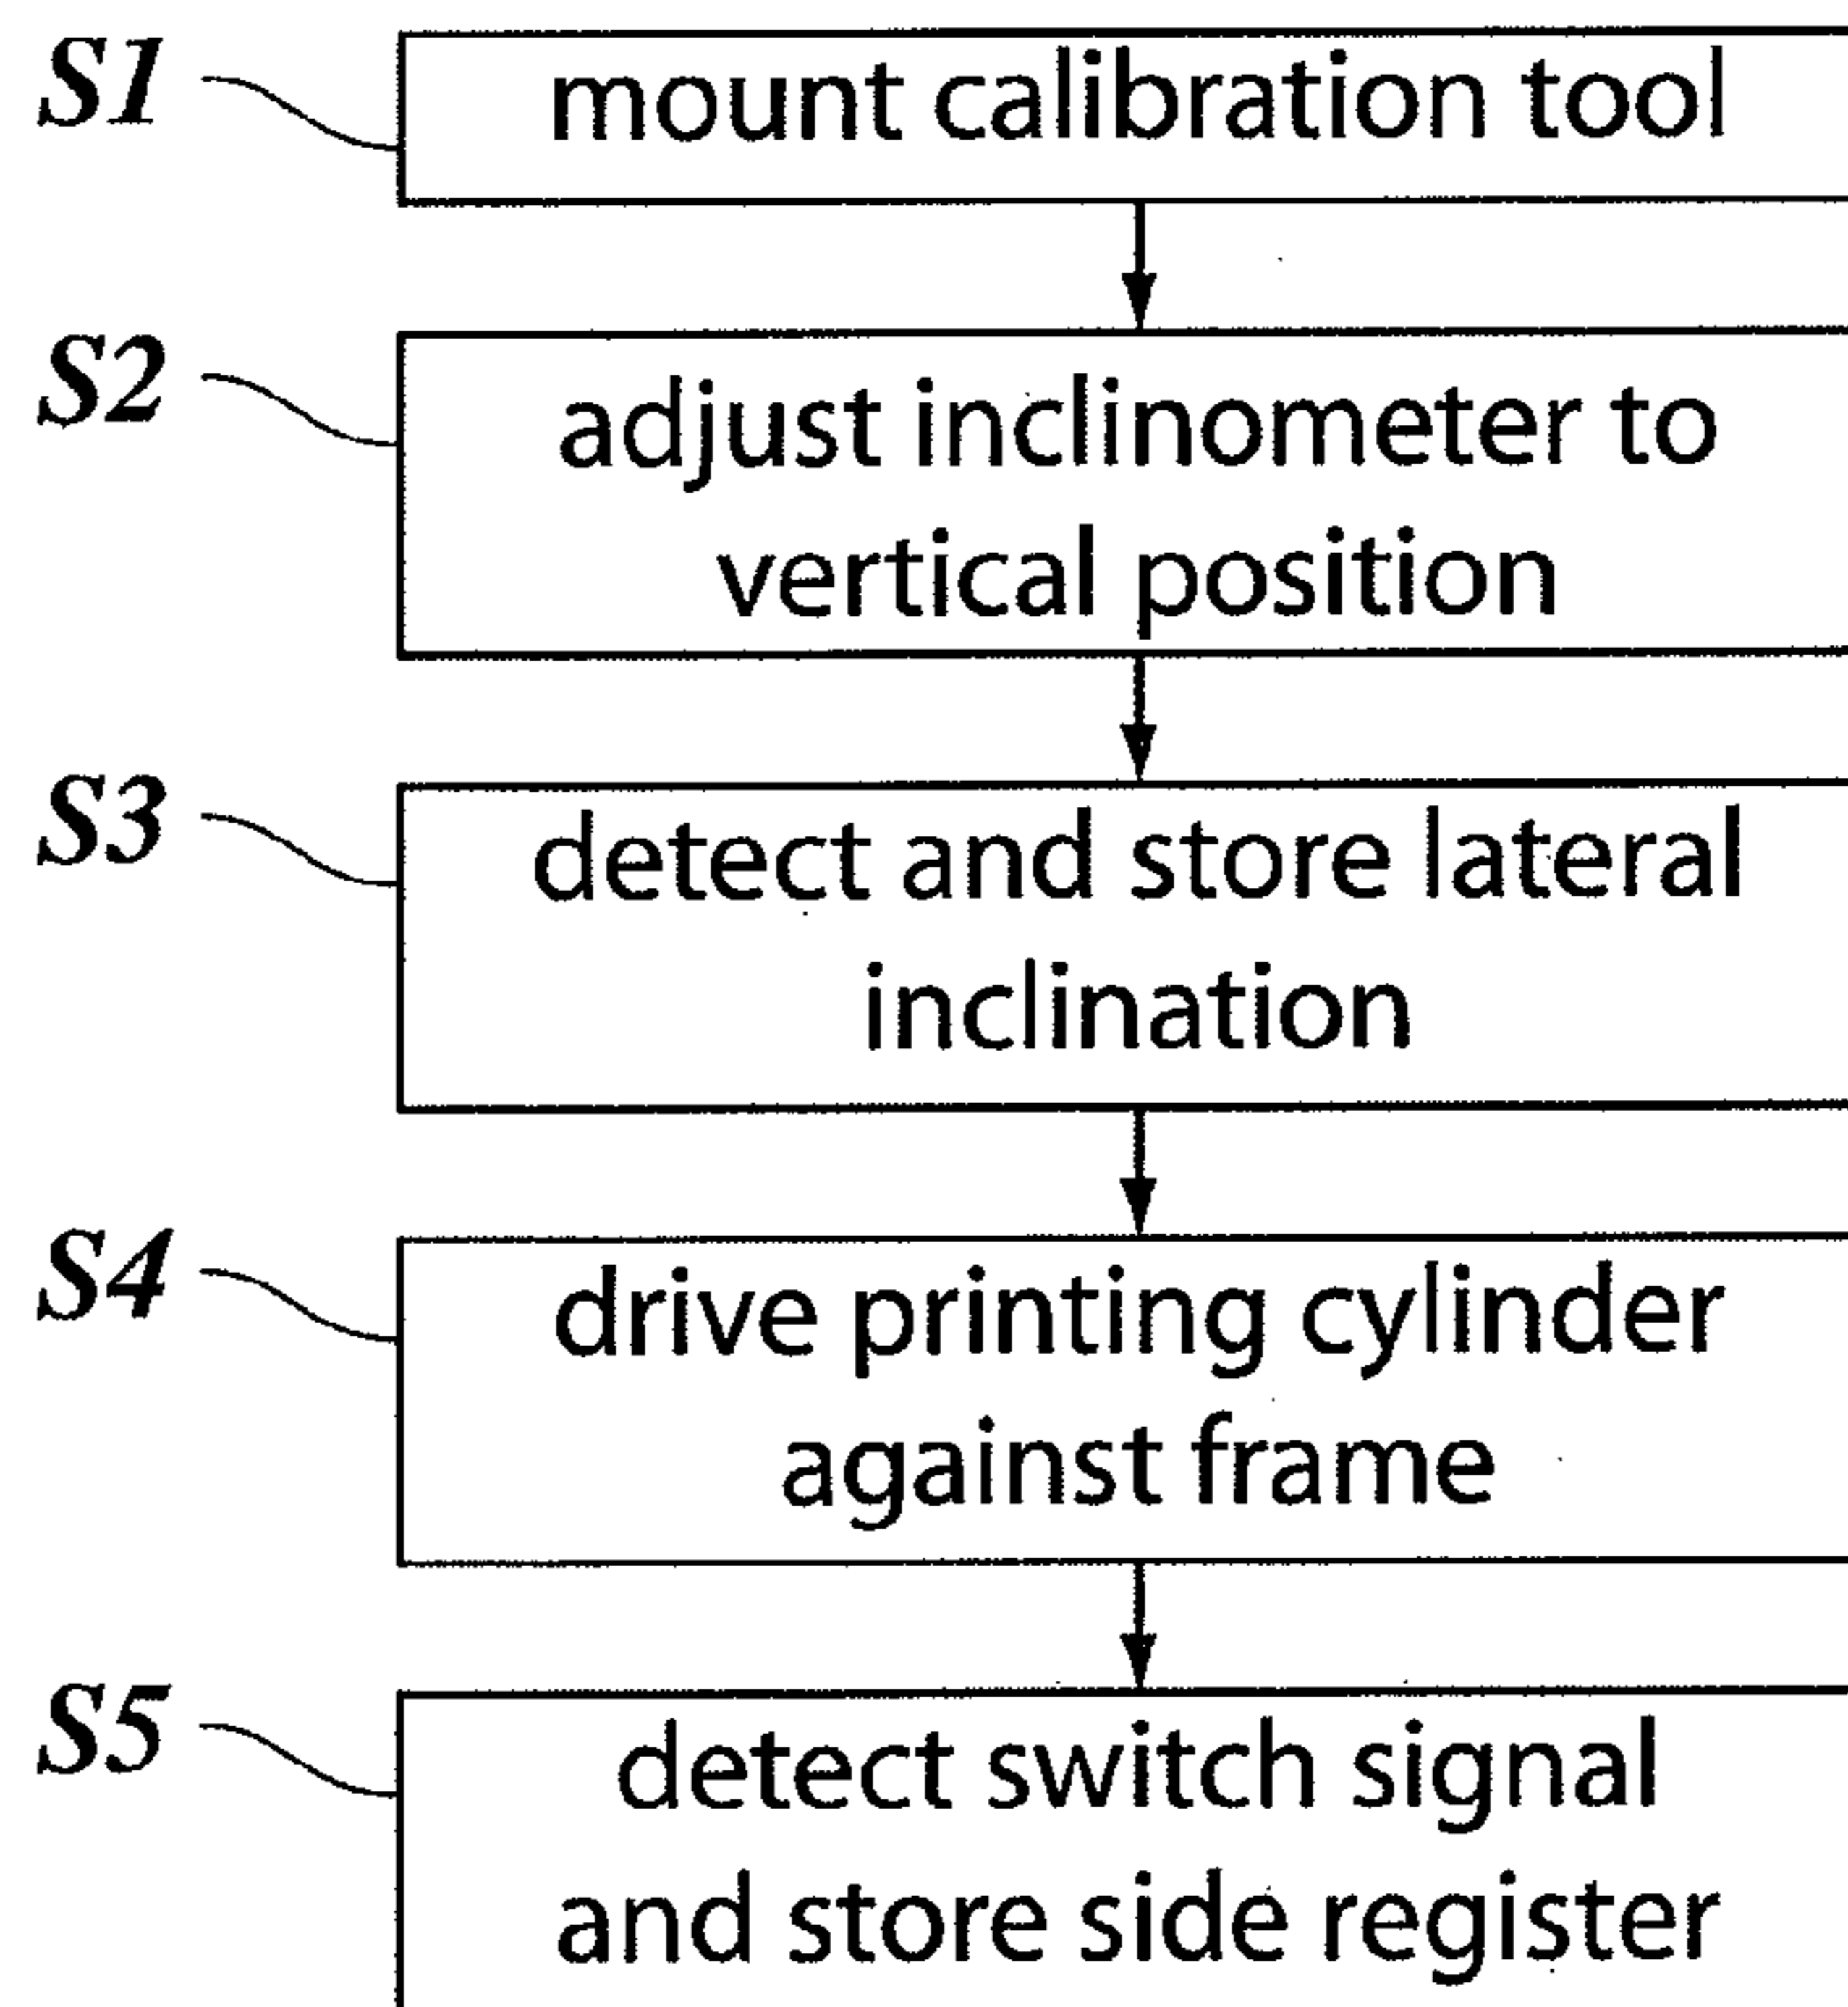 S1
mount calibration tool
S2
adjust inclinometer to
vertical position
S3
detect and store lateral
inclination
S4
drive printing cylinder
against frame
S5
detect switch signal
and store side register